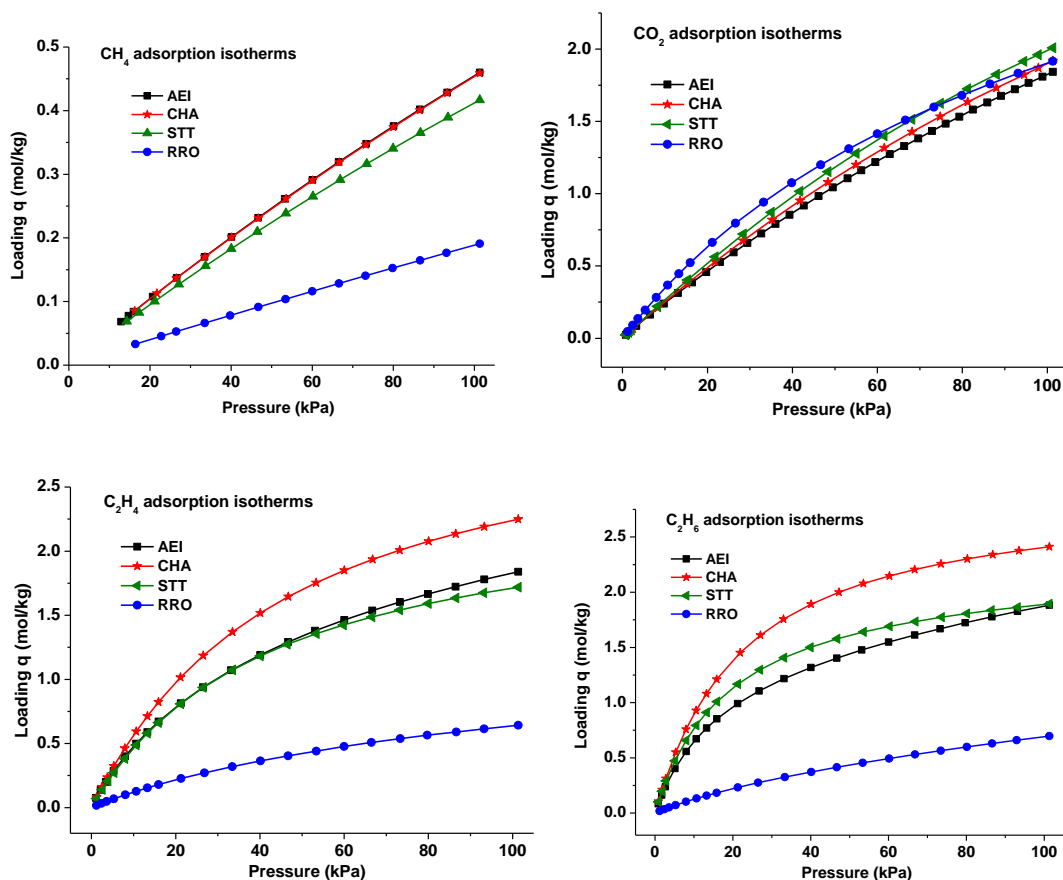 CH4 adsorption isotherms
AEI
CHA
STT
RRO
Loading q (mol/kg)
0.5
0.4
0.3
0.2
0.1
0.0
0 20 40 60 80 100
Pressure (kPa)
CO2 adsorption isotherms
AEI
CHA
STT
RRO
Loading q (mol/kg)
2.0
1.5
1.0
0.5
0.0
0 20 40 60 80 100
Pressure (kPa)
C2H4 adsorption isotherms
AEI
CHA
STT
RRO
Loading q (mol/kg)
2.5
2.0
1.5
1.0
0.5
0.0
0 20 40 60 80 100
Pressure (kPa)
C2H6 adsorption isotherms
AEI
CHA
STT
RRO
Loading q (mol/kg)
2.5
2.0
1.5
1.0
0.5
0.0
0 20 40 60 80 100
Pressure (kPa)